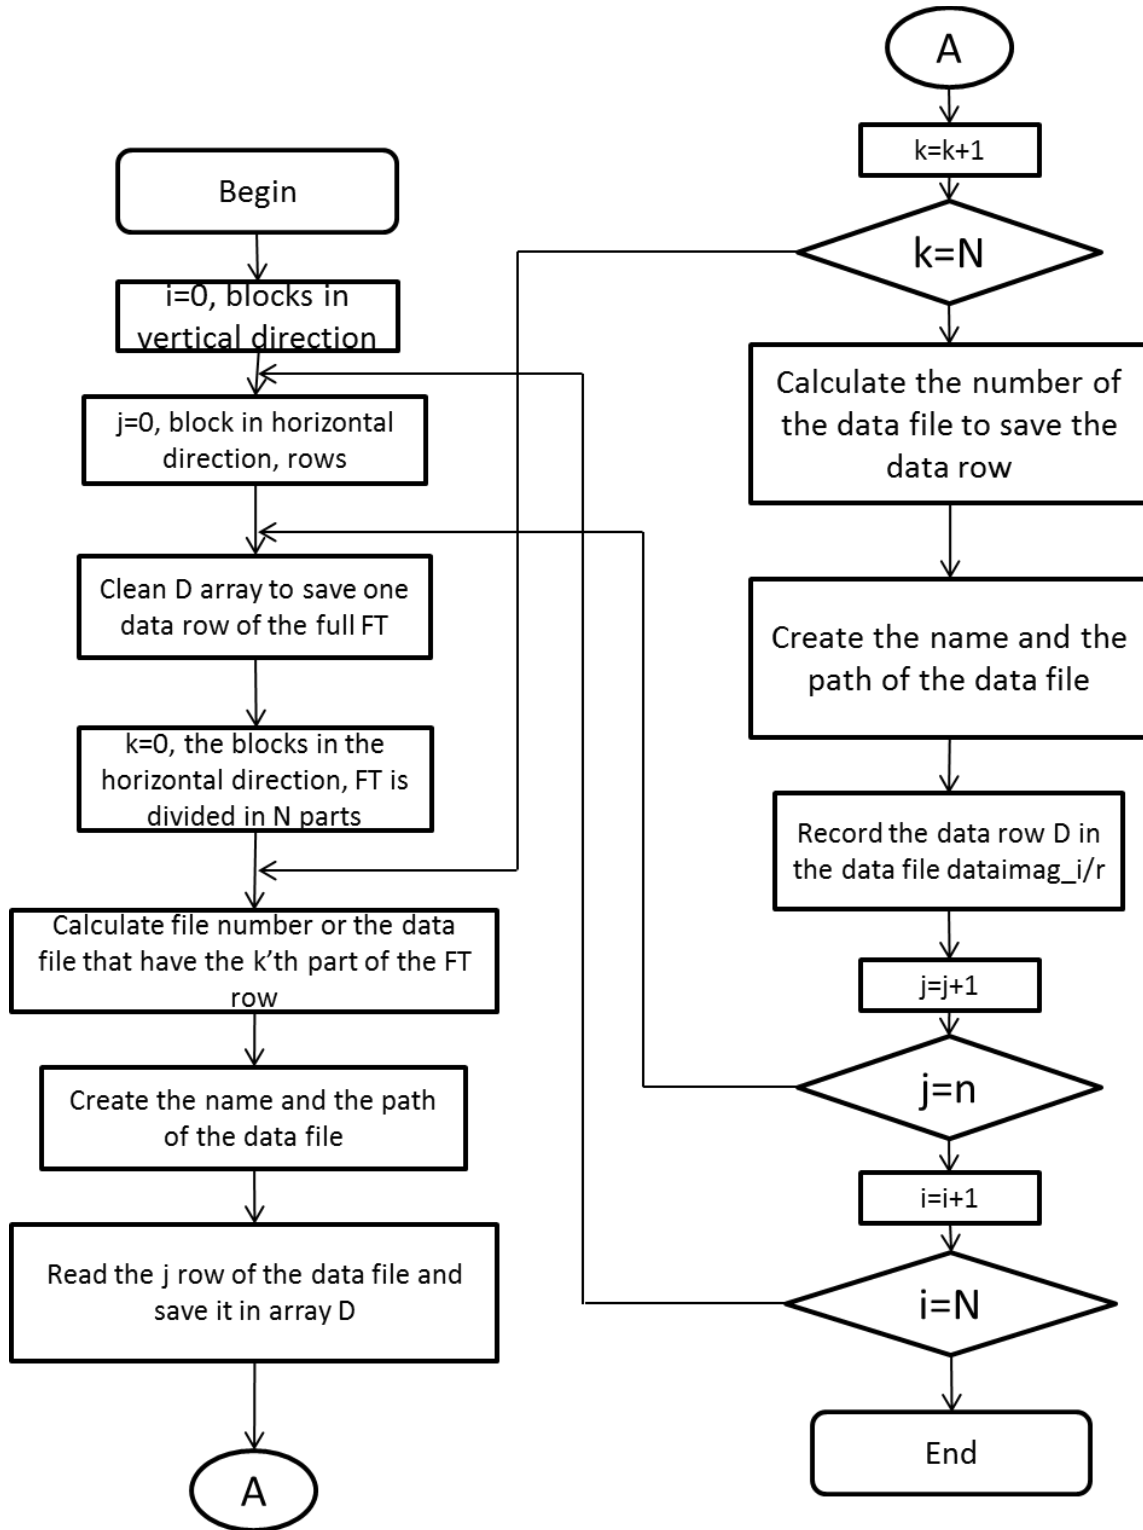 Begin
i=0, blocks in
vertical direction
j=0, block in horizontal
direction, rows
Clean D array to save one
data row of the full FT
k=0, the blocks in the
horizontal direction, FT is
divided in N parts
Calculate file number or the data
file that have the k’th part of the FT
row
Create the name and the path
of the data file
Read the j row of the data file and
save it in array D
A
A
k=k+1
k=N
Calculate the number of
the data file to save the
data row
Create the name and the
path of the data file
Record the data row D in
the data file dataimag_i/r
j=j+1
j=n
i=i+1
i=N
End